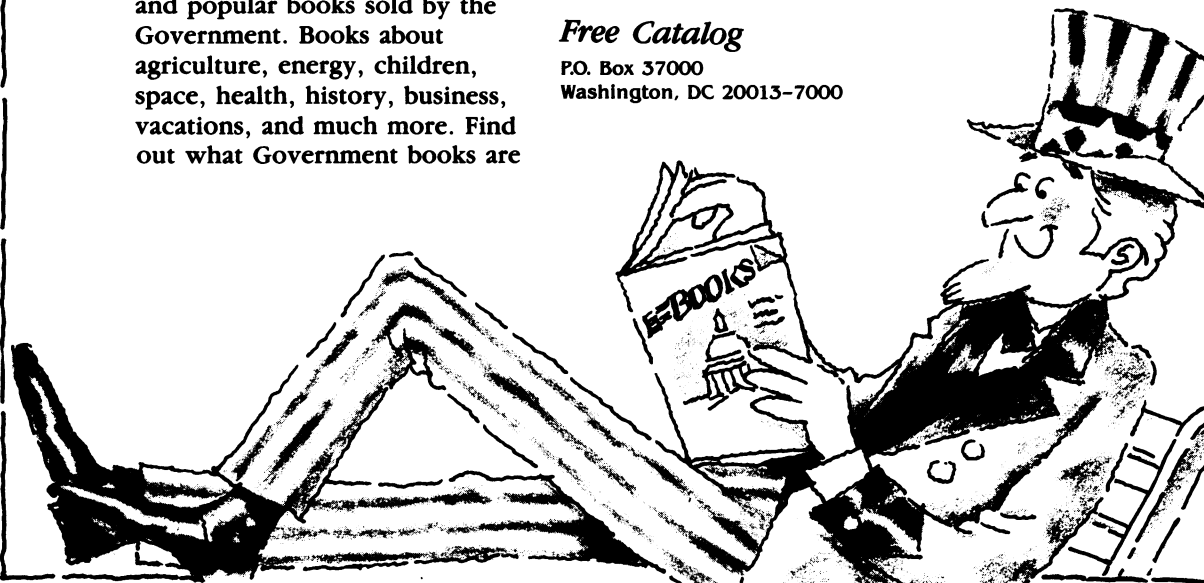 and popular books sold by the
Government. Books about
agriculture, energy, children,
space, health, history, business,
vacations, and much more. Find
out what Government books are
Free Catalog
P.O. Box 37000
Washington, DC 20013-7000
BOOKS